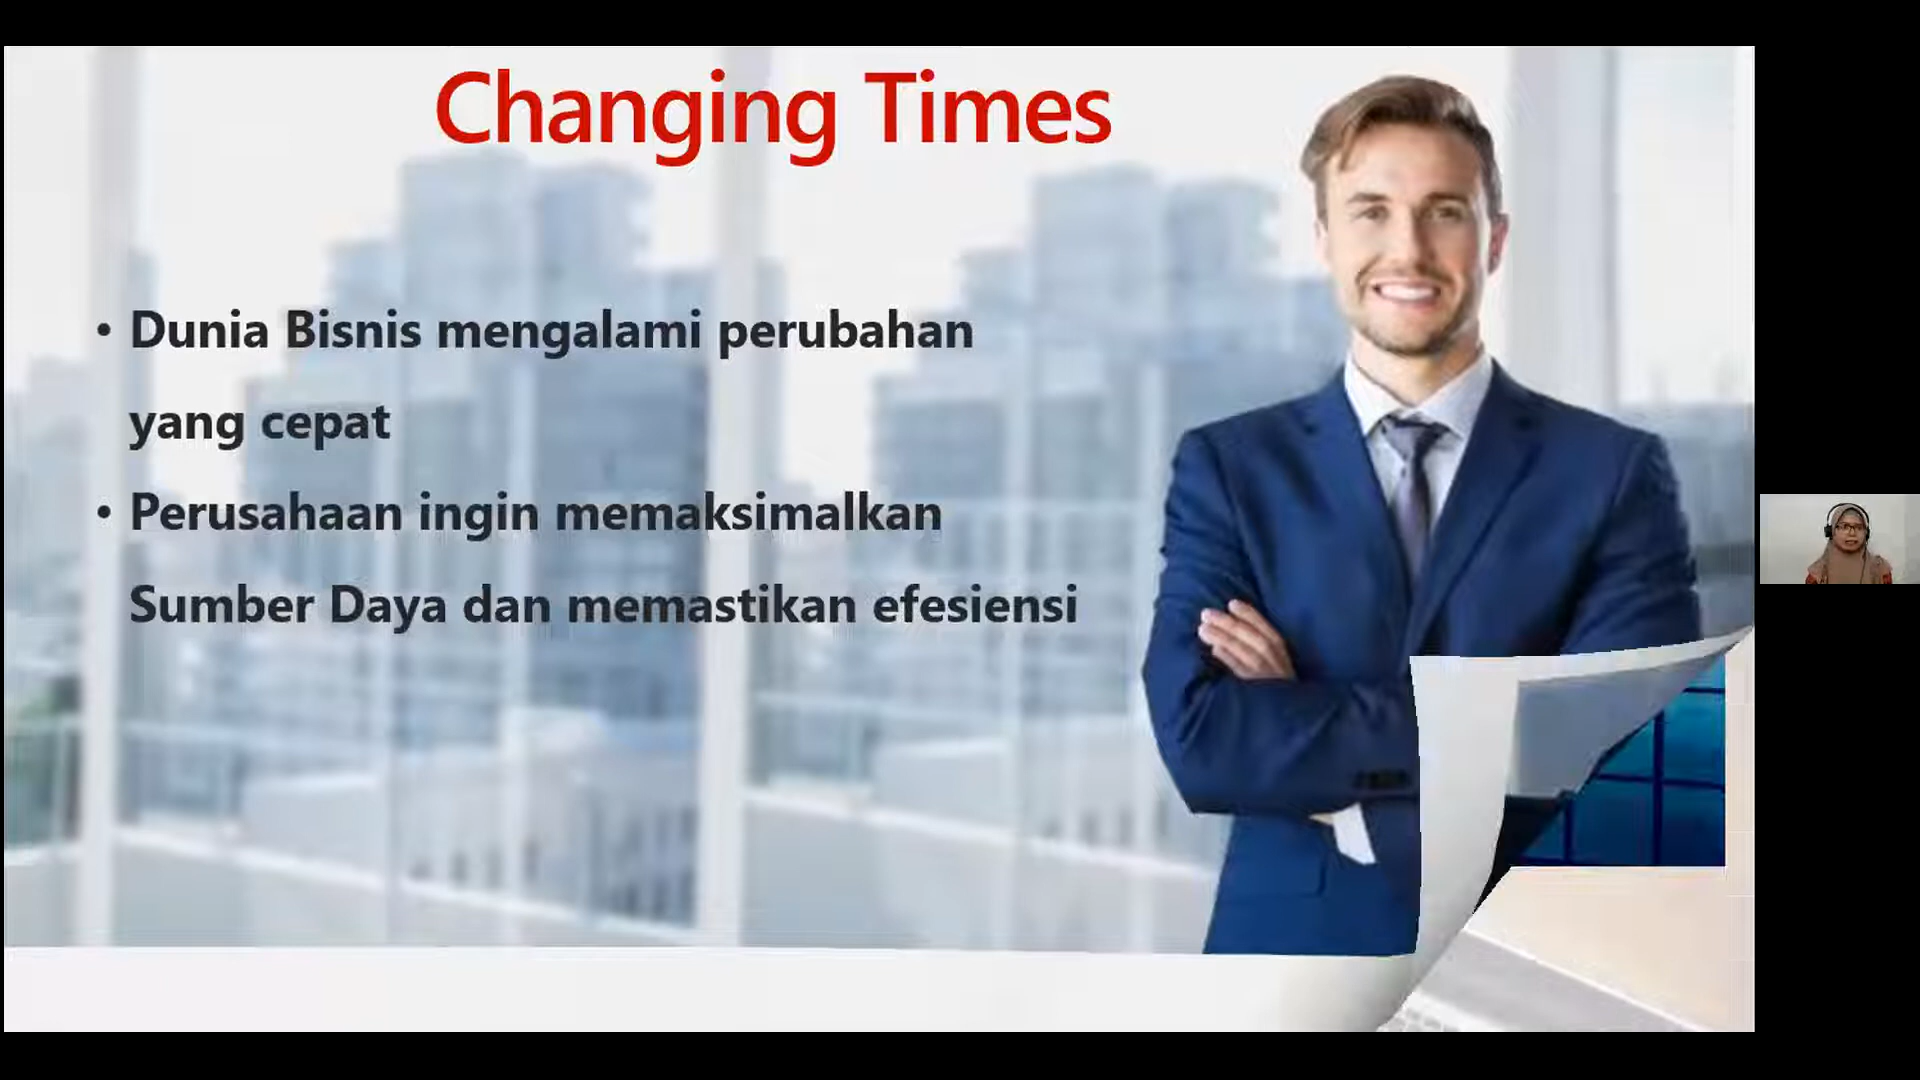 Changing Times
• Dunia Bisnis mengalami perubahan
yang cepat
• Perusahaan ingin memaksimalkan
Sumber Daya dan memastikan efesiensi